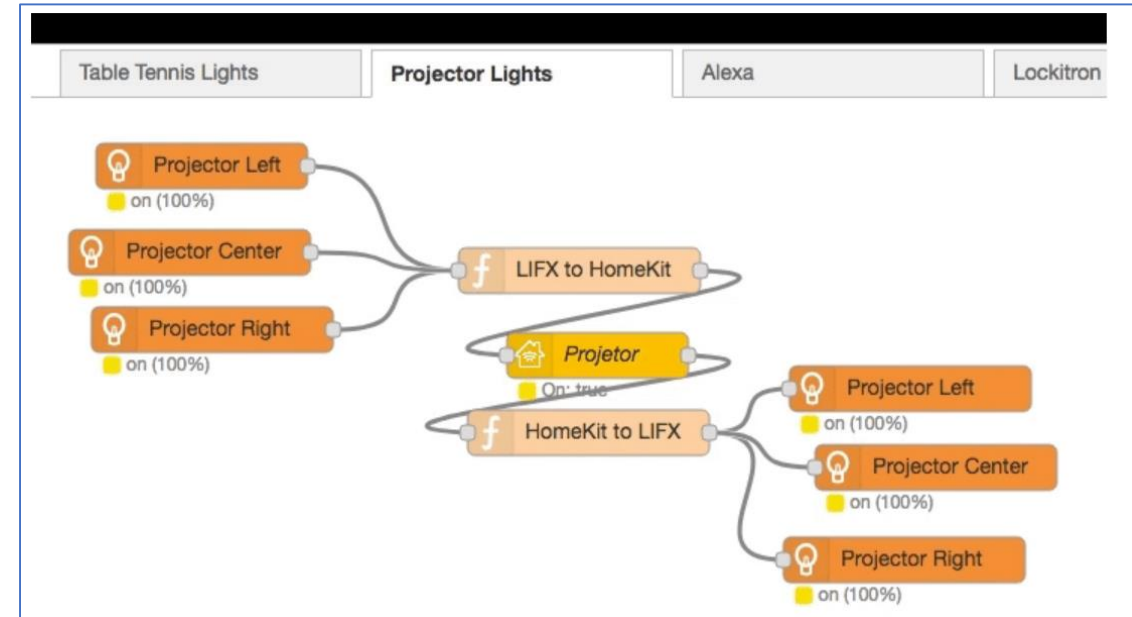 Table Tennis Lights
Projector Lights
Alexa
Lockitron
Projector Left
on (100%)
Projector Center
on (100%)
Projector Right
on (100%)
LIFX to HomeKit
Projetor
On: true
HomeKit to LIFX
Projector Left
on (100%)
Projector Center
on (100%)
Projector Right
on (100%)